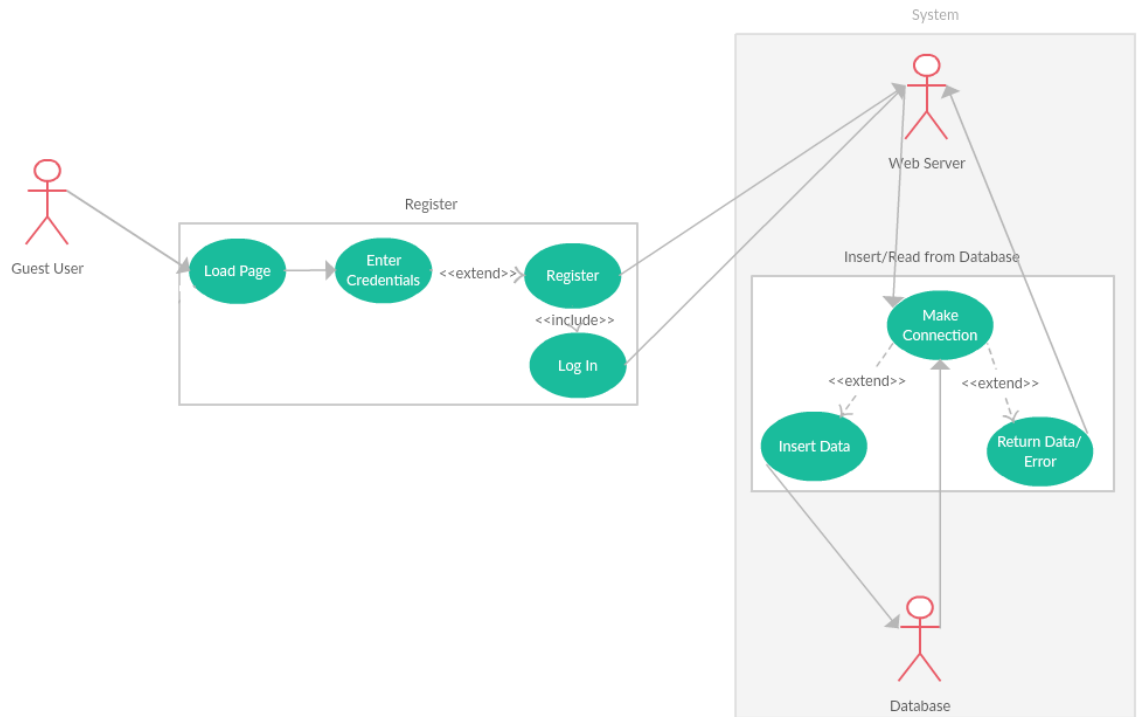 System
Web Server
Guest User
Register
Load Page
Enter
Credentials
<<extend>>
Register
<<include>>
Log In
Insert/Read from Database
Make
Connection
<<extend>>
<<extend>>
Insert Data
Return Data/
Error
Database